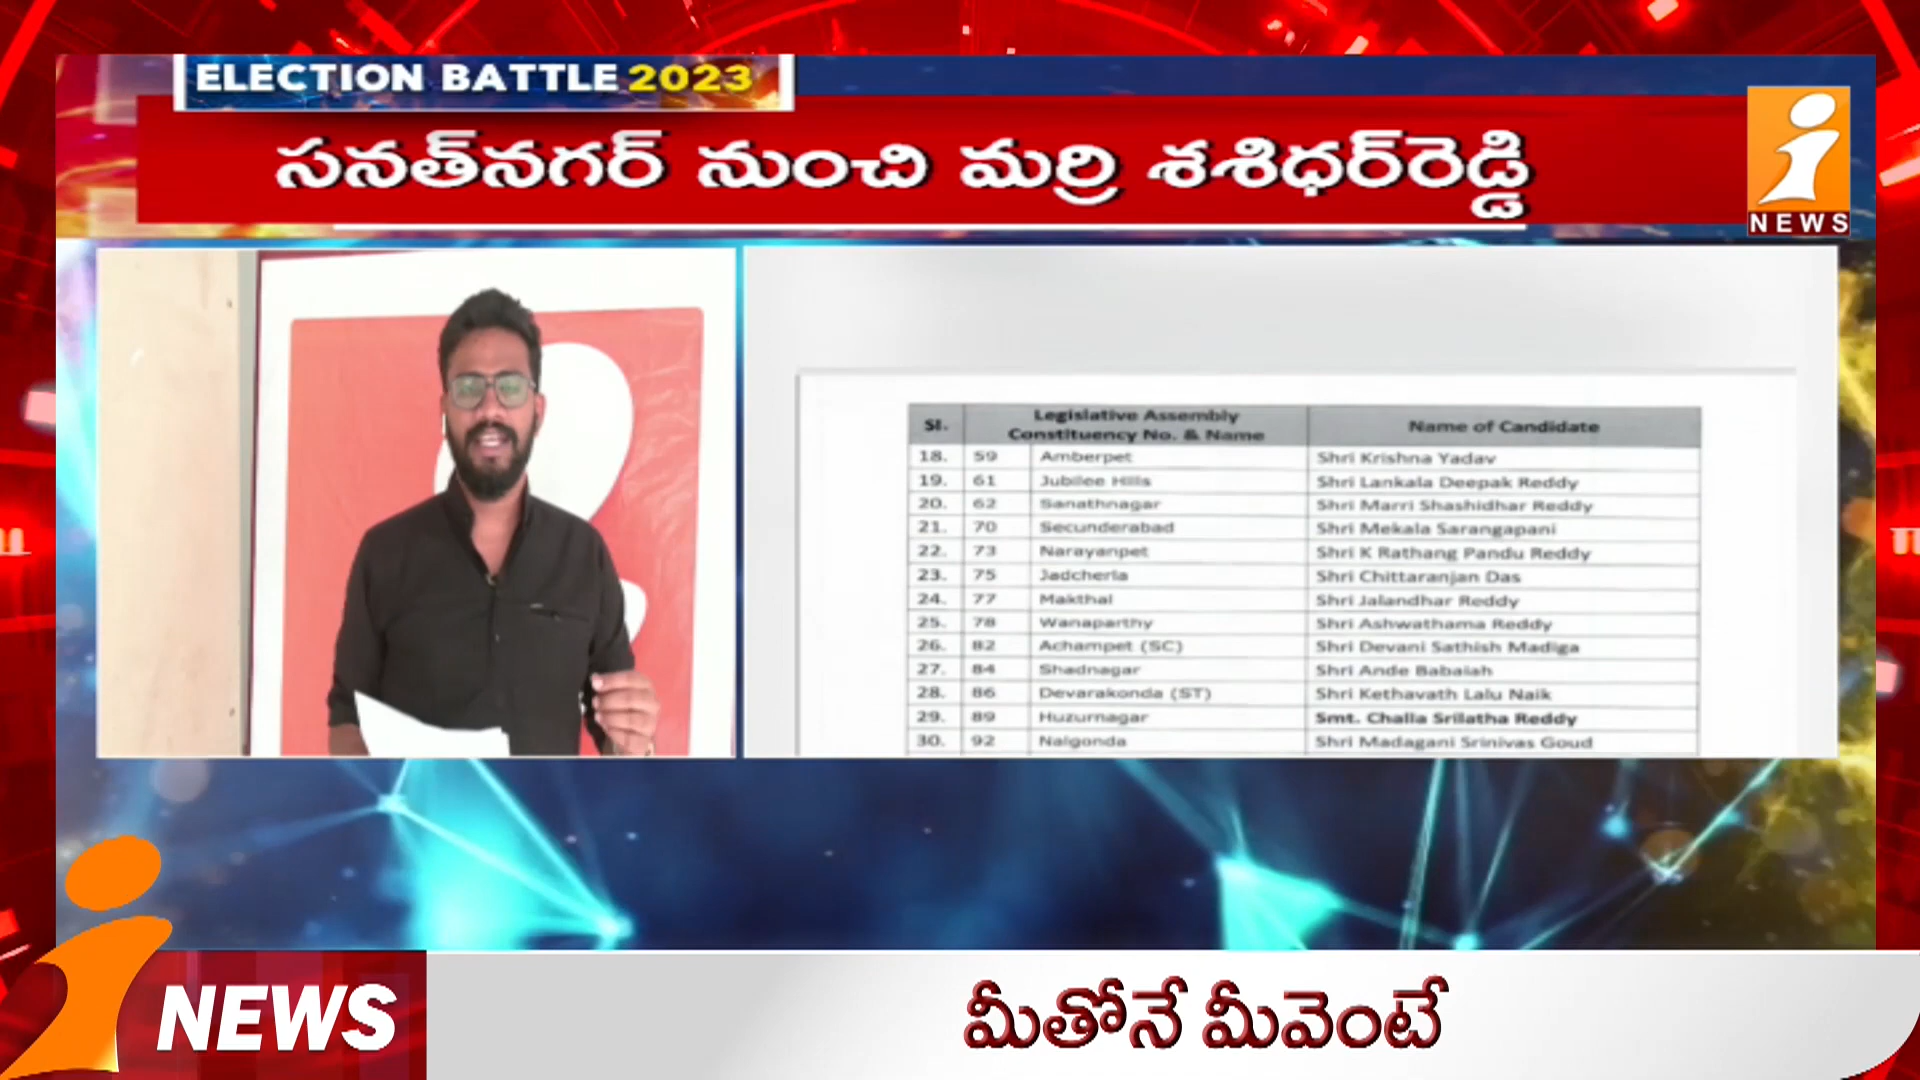 ELECTION BATTLE 2023
సనత్‌నగర్ నుంచి మర్రి శశిధర్‌రెడ్డి
i
NEWS
Sl. Legislative Assembly Constituency No. & Name Name of Candidate
18. 59 Amberpet Shri Krishna Yadav
19. 61 Jubilee Hills Shri Lankala Deepak Reddy
20. 62 Sanathnagar Shri Marri Shashidhar Reddy
21. 70 Secunderabad Shri Mekala Sarangapani
22. 73 Narayanpet Shri K Rathang Pandu Reddy
23. 75 Jadcherla Shri Chittaranjan Das
24. 77 Makthal Shri Jalandhar Reddy
25. 78 Wanaparthy Shri Ashwathama Reddy
26. 82 Achampet (SC) Shri Devani Sathish Madiga
27. 84 Shadnagar Shri Ande Babaiah
28. 86 Devarakonda (ST) Shri Kethavath Lalu Naik
29. 89 Huzurnagar Smt. Challa Srilatha Reddy
30. 92 Nalgonda Shri Madagani Srinivas Goud
i NEWS
మీతోనే మీవెంటే